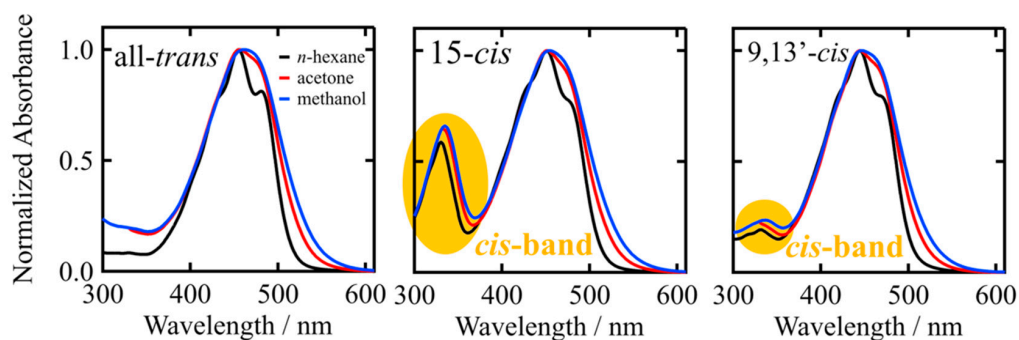 all-trans
n-hexane
acetone
methanol
15-cis
cis-band
9,13'-cis
cis-band
Normalized Absorbance
1.0
0.5
0.0
300 400 500 600
300 400 500 600
300 400 500 600
Wavelength / nm
Wavelength / nm
Wavelength / nm